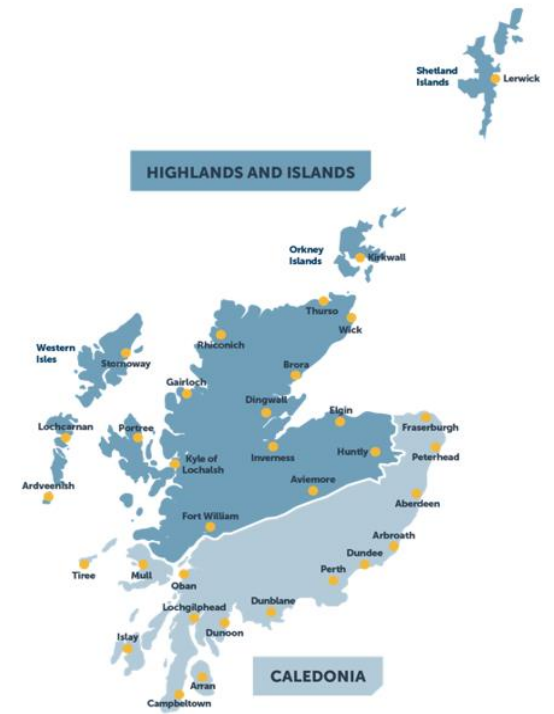 Shetland
Islands
Lerwick
HIGHLANDS AND ISLANDS
Orkney
Islands
Kirkwall
Thurso
Wick
Rhiconich
Western
Isles
Stornoway
Brora
Gairloch
Dingwall
Elgin
Lochcarnan
Portree
Fraserburgh
Kyle of
Lochalsh
Inverness
Huntly
Peterhead
Ardveenish
Aviemore
Aberdeen
Fort William
Arbroath
Dundee
Tiree
Mull
Oban
Perth
Lochgilphead
Dunblane
Islay
Dunoon
Arran
Campbeltown
CALEDONIA